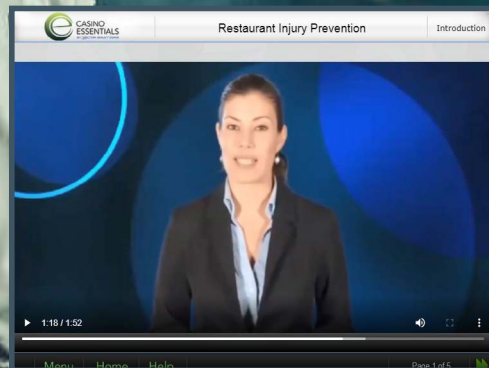 CASINO
ESSENTIALS
Restaurant Injury Prevention
Introduction
1:18 / 1:52
Menu Home Help
Page 1 of 5